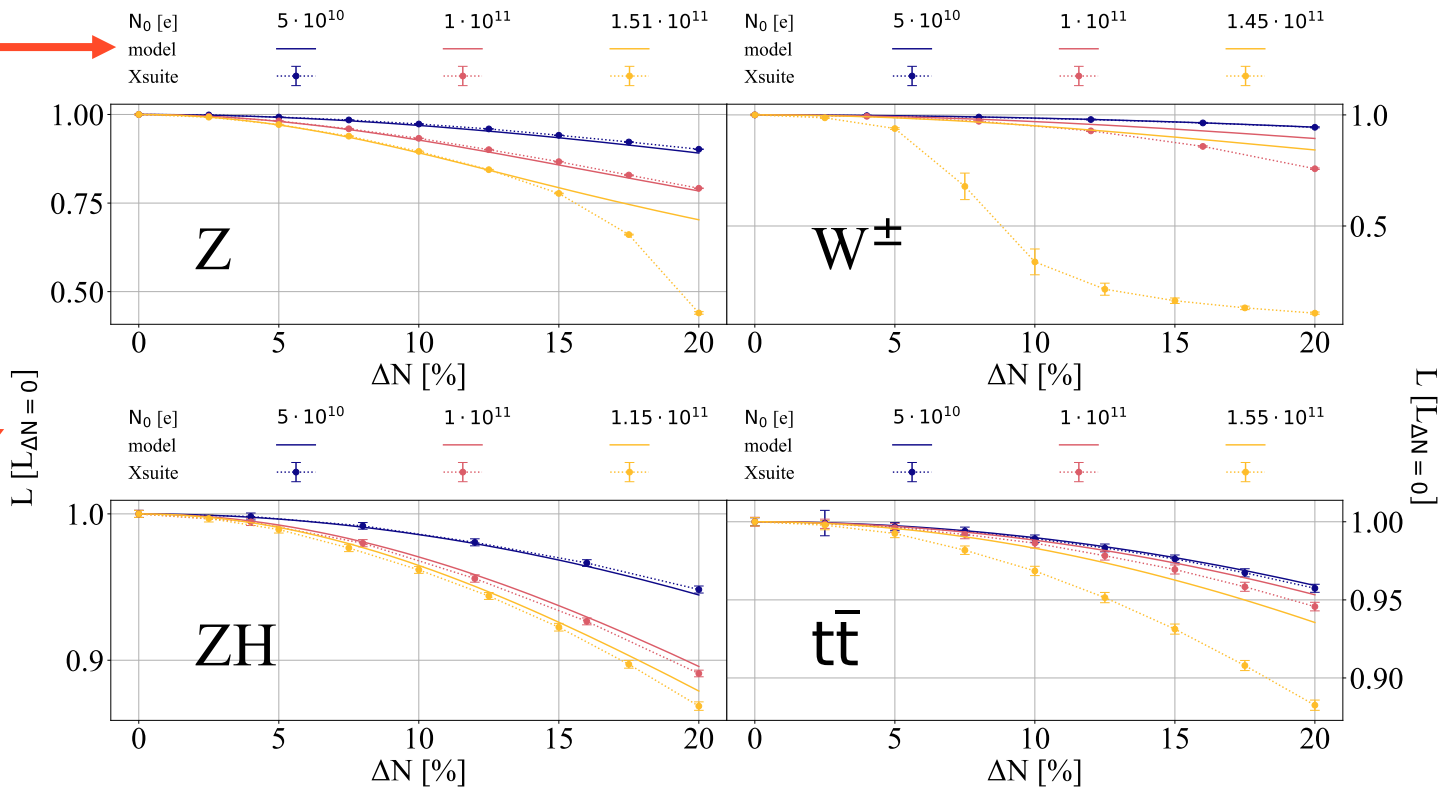 N₀ [e] 5·10¹⁰ 1·10¹¹ 1.51·10¹¹
model
Xsuite
1.00
0.75
0.50
Z
0 5 10 15 20
ΔN [%]
N₀ [e] 5·10¹⁰ 1·10¹¹ 1.45·10¹¹
model
Xsuite
1.0
0.5
W±
0 5 10 15 20
ΔN [%]
L [L_ΔN = 0]
L [L_ΔN = 0]
N₀ [e] 5·10¹⁰ 1·10¹¹ 1.15·10¹¹
model
Xsuite
1.0
0.9
ZH
0 5 10 15 20
ΔN [%]
N₀ [e] 5·10¹⁰ 1·10¹¹ 1.55·10¹¹
model
Xsuite
1.00
0.95
0.90
tt̄
0 5 10 15 20
ΔN [%]